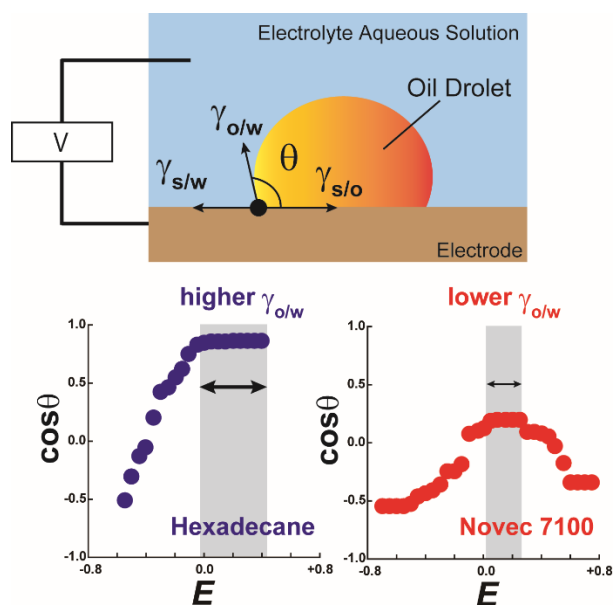 Electrolyte Aqueous Solution
Oil Drolet
V
γo/w
θ
γs/w
γs/o
Electrode
higher γo/w
lower γo/w
1.0
0.5
0.0
-0.5
-1.0
cosθ
Hexadecane
-0.8
0.0
+0.8
E
1.0
0.5
0.0
-0.5
-1.0
cosθ
Novec 7100
-0.8
0.0
+0.8
E